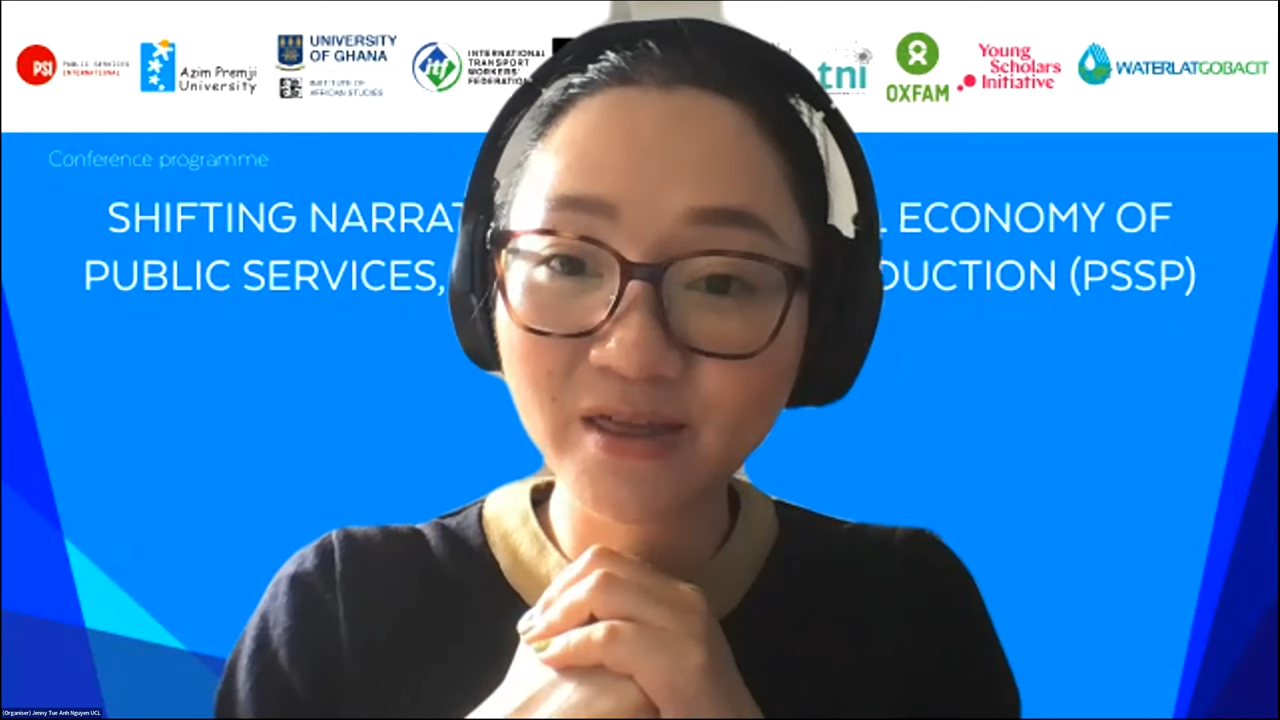 PSI PUBLIC SERVICES
INTERNATIONAL
Azim Premji
University
UNIVERSITY
OF GHANA
INSTITUTE OF
AFRICAN STUDIES
itf INTERNATIONAL
TRANSPORT
WORKERS'
FEDERATION
tni
OXFAM
Young
Scholars
Initiative
WATERLATGOBACIT
Conference programme
SHIFTING NARRAT L ECONOMY OF
PUBLIC SERVICES, DUCTION (PSSP)
(Organiser) Jenny Tue Anh Nguyen UCL